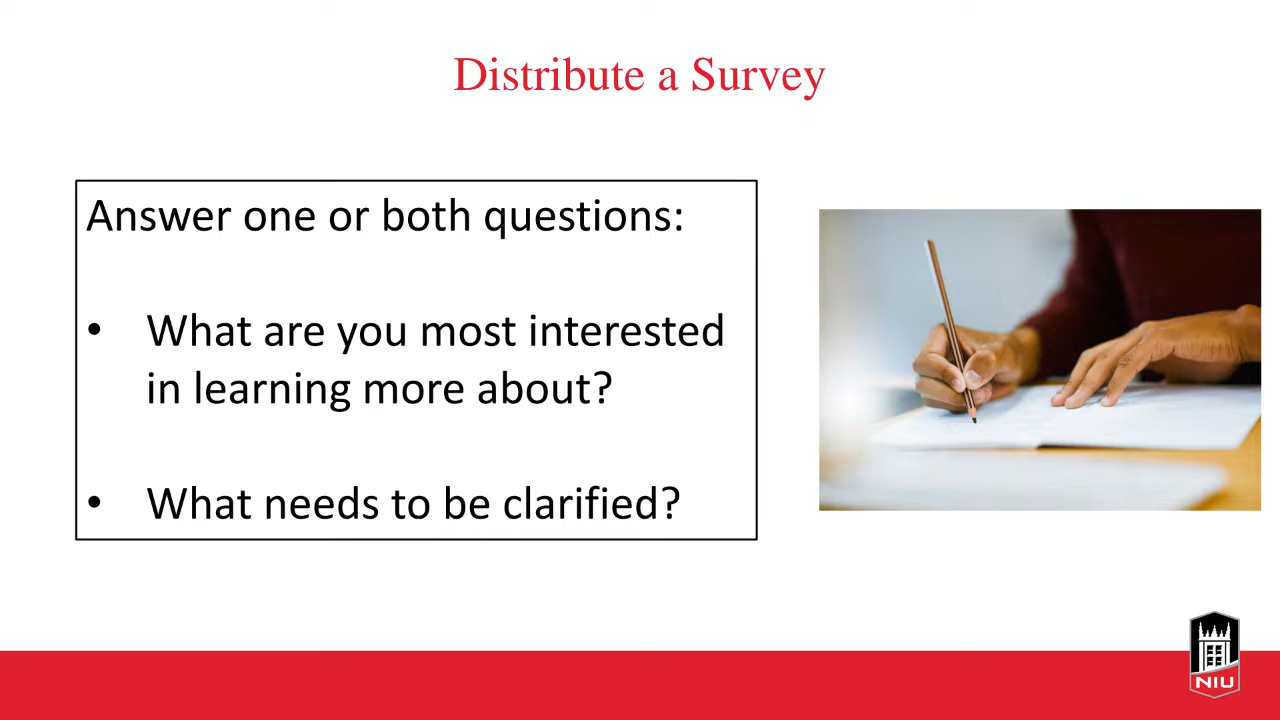 Distribute a Survey
Answer one or both questions:
• What are you most interested
in learning more about?
• What needs to be clarified?
NIU